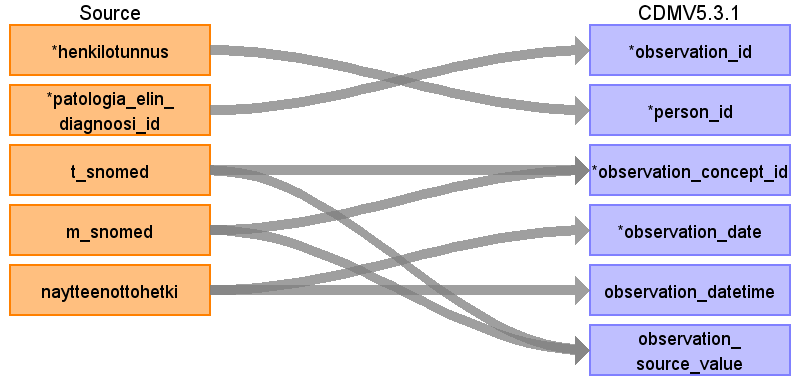 Source
CDMV5.3.1
*henkilotunnus
*observation_id
*patologia_elin_
diagnoosi_id
*person_id
t_snomed
*observation_concept_id
m_snomed
*observation_date
naytteenottohetki
observation_datetime
observation_
source_value